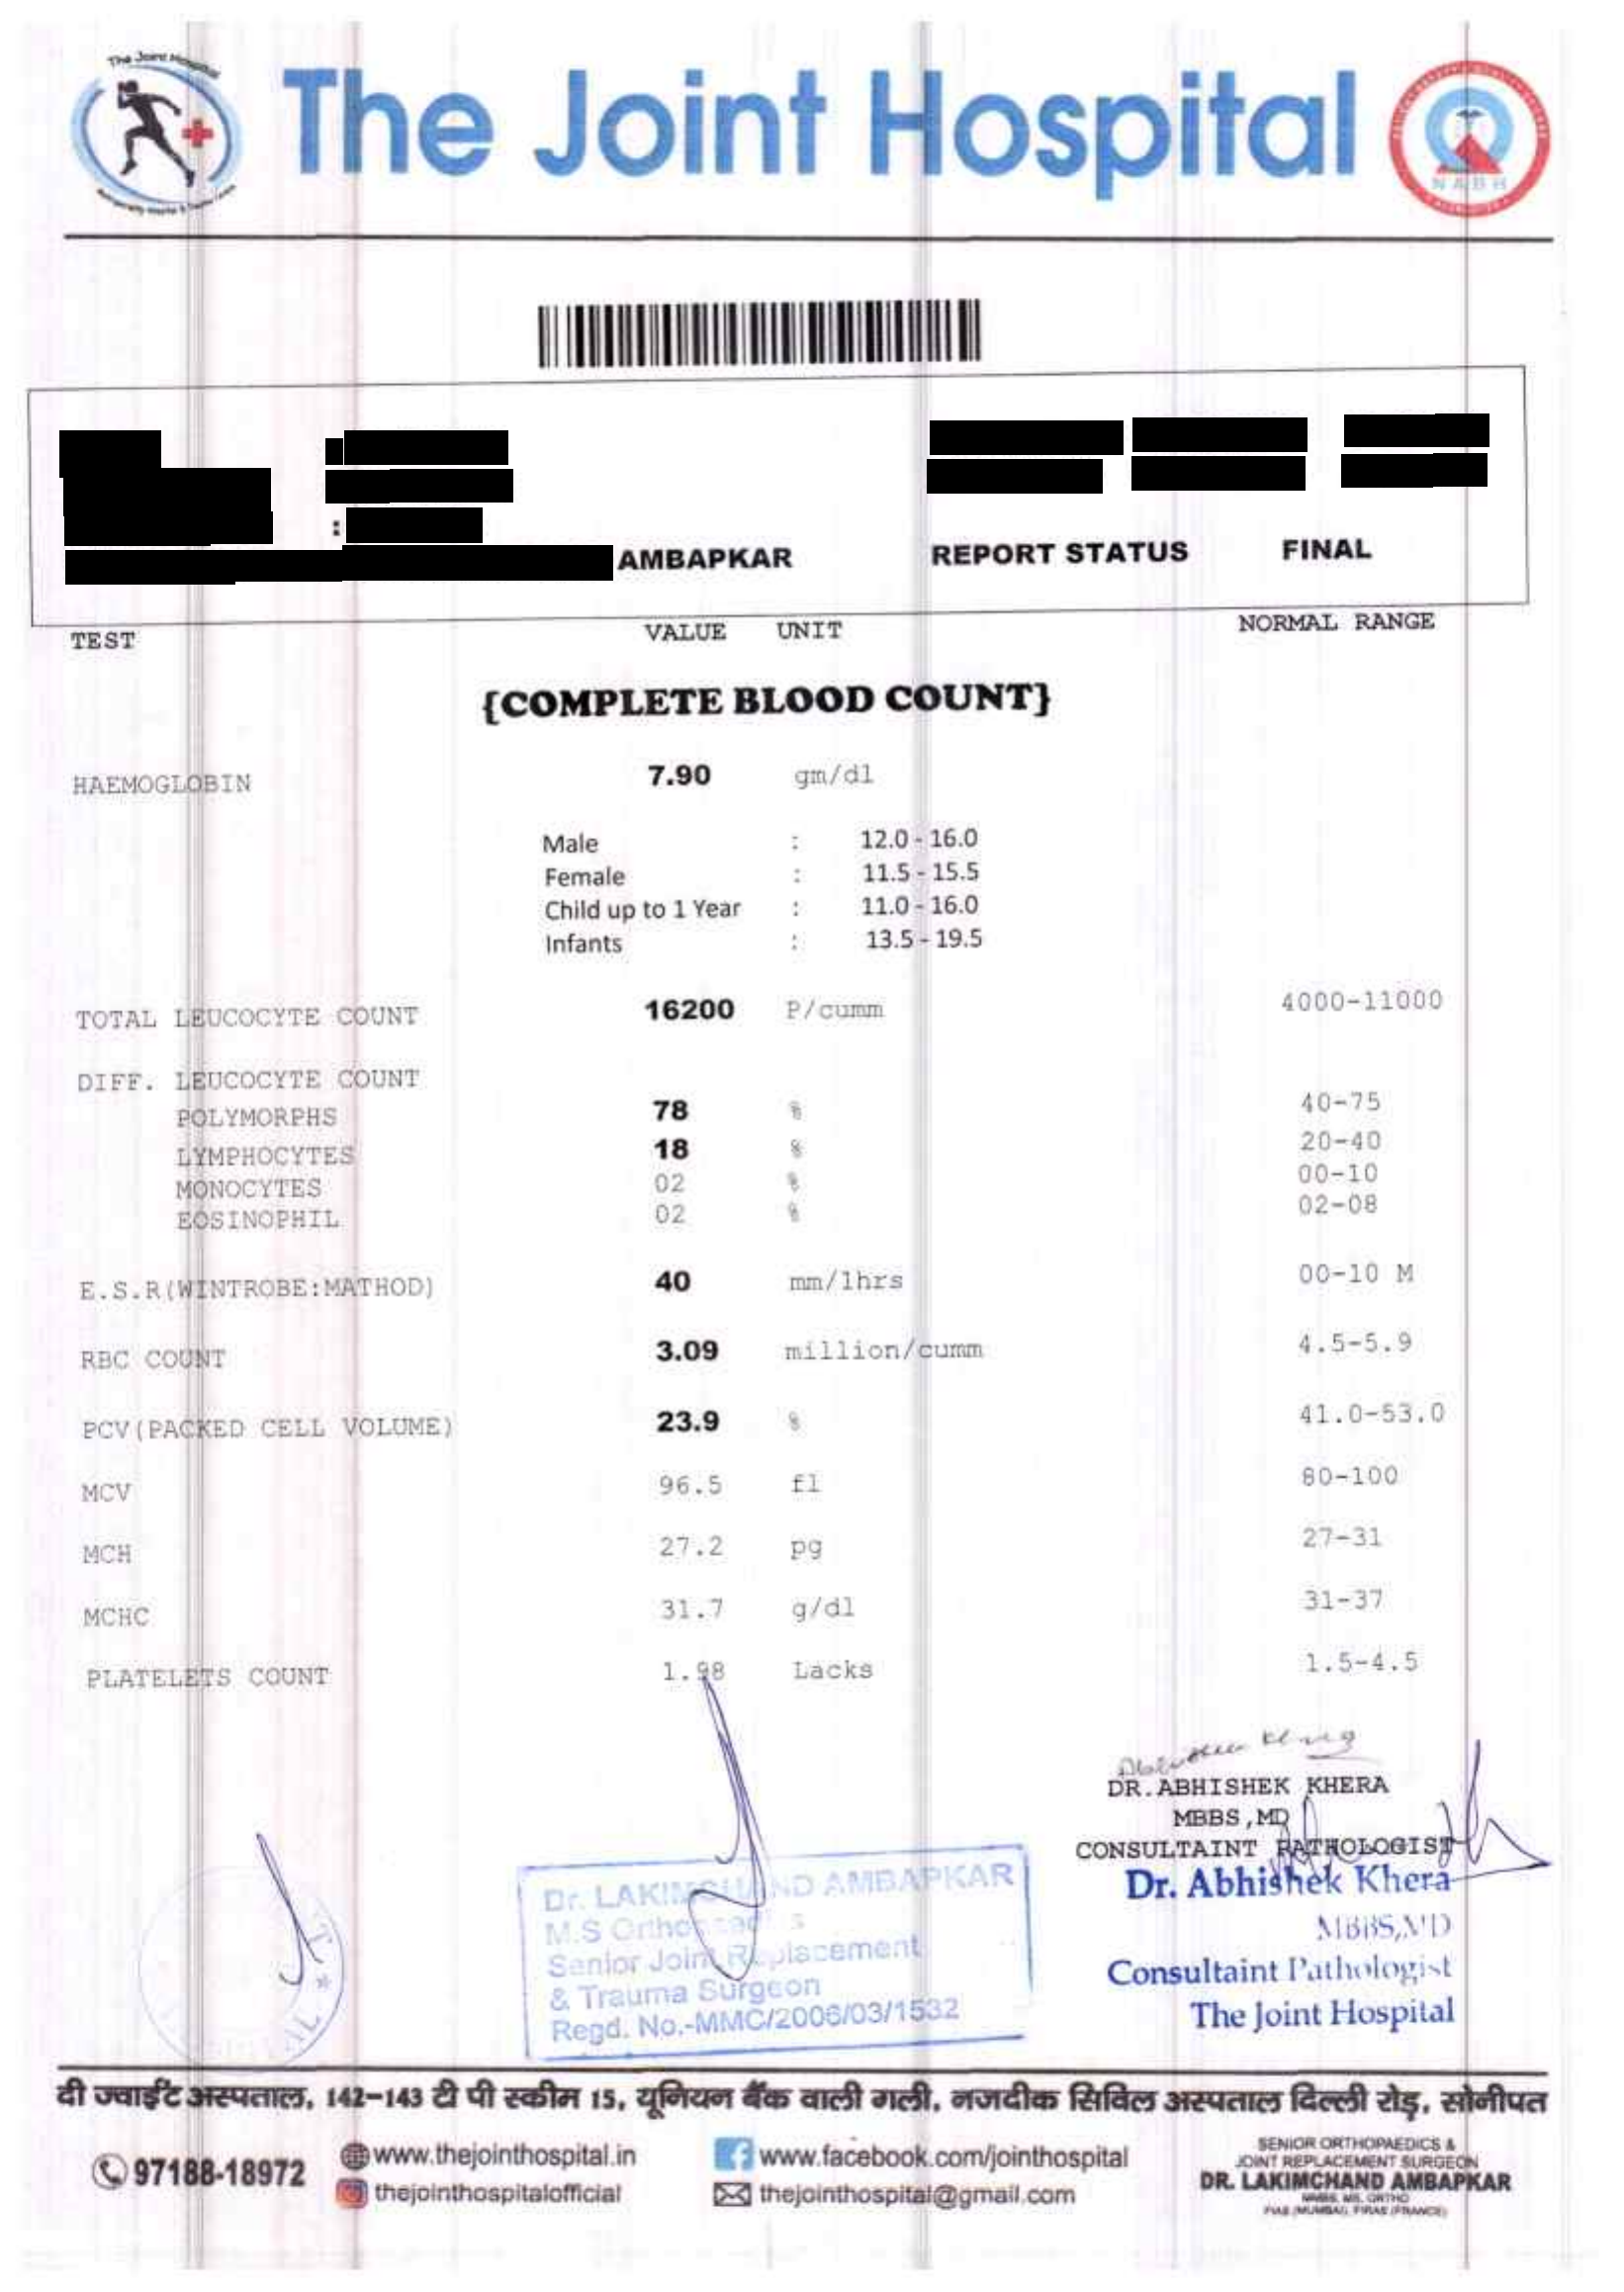 The Joint Hospital
The Joint Hospital
NABH
AMBAPKAR REPORT STATUS FINAL
TEST VALUE UNIT NORMAL RANGE
{COMPLETE BLOOD COUNT}
HAEMOGLOBIN 7.90 gm/dl
Male : 12.0 - 16.0
Female : 11.5 - 15.5
Child up to 1 Year : 11.0 - 16.0
Infants : 13.5 - 19.5
TOTAL LEUCOCYTE COUNT 16200 P/cumm 4000-11000
DIFF. LEUCOCYTE COUNT
POLYMORPHS 78 % 40-75
LYMPHOCYTES 18 % 20-40
MONOCYTES 02 % 00-10
EOSINOPHIL 02 % 02-08
E.S.R(WINTROBE:MATHOD) 40 mm/1hrs 00-10 M
RBC COUNT 3.09 million/cumm 4.5-5.9
PCV(PACKED CELL VOLUME) 23.9 % 41.0-53.0
MCV 96.5 fl 80-100
MCH 27.2 pg 27-31
MCHC 31.7 g/dl 31-37
PLATELETS COUNT 1.98 Lacks 1.5-4.5
DR.ABHISHEK KHERA
MBBS,MD
CONSULTAINT PATHOLOGIST
Dr. Abhishek Khera
MBBS,MD
Consultaint Pathologist
The Joint Hospital
Dr. LAKIMCHAND AMBAPKAR
M.S Orthopaedics
Senior Joint Replacement
& Trauma Surgeon
Regd. No.-MMC/2006/03/1532
दी ज्वाईंट अस्पताल, 142-143 टी पी स्कीम 15, यूनियन बैंक वाली गली, नजदीक सिविल अस्पताल दिल्ली रोड़, सोनीपत
97188-18972
www.thejointhospital.in
thejointhospitalofficial
www.facebook.com/jointhospital
thejointhospital@gmail.com
SENIOR ORTHOPAEDICS &
JOINT REPLACEMENT SURGEON
DR. LAKIMCHAND AMBAPKAR
MBBS, MS, ORTHO
FIAS (MUMBAI), FIRAS (FRANCE)